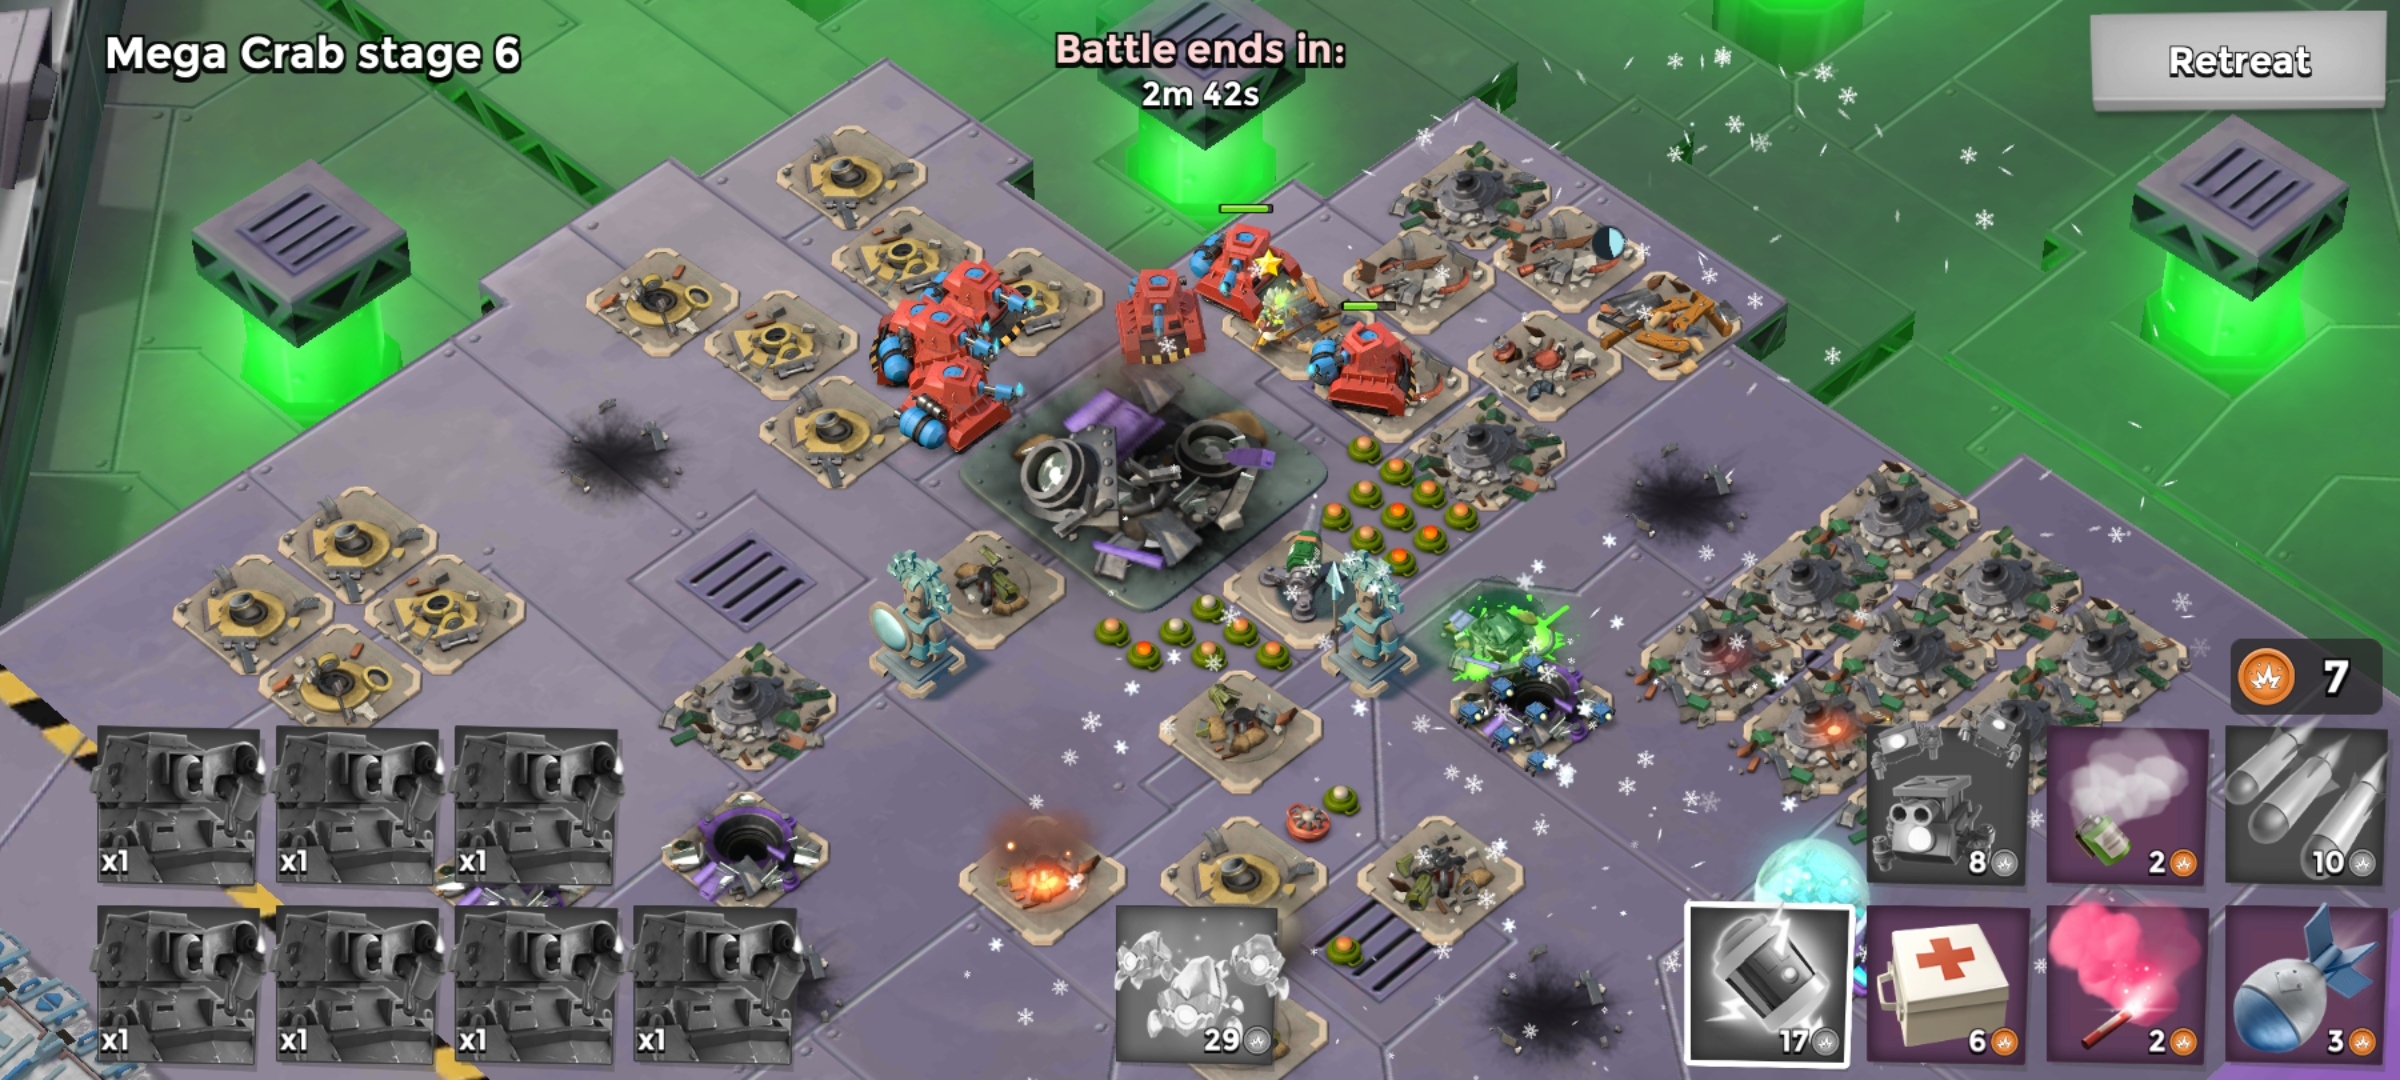 Mega Crab stage 6
Battle ends in:
2m 42s
Retreat
7
x1
x1
x1
8
2
10
x1
x1
x1
x1
29
17
6
2
3